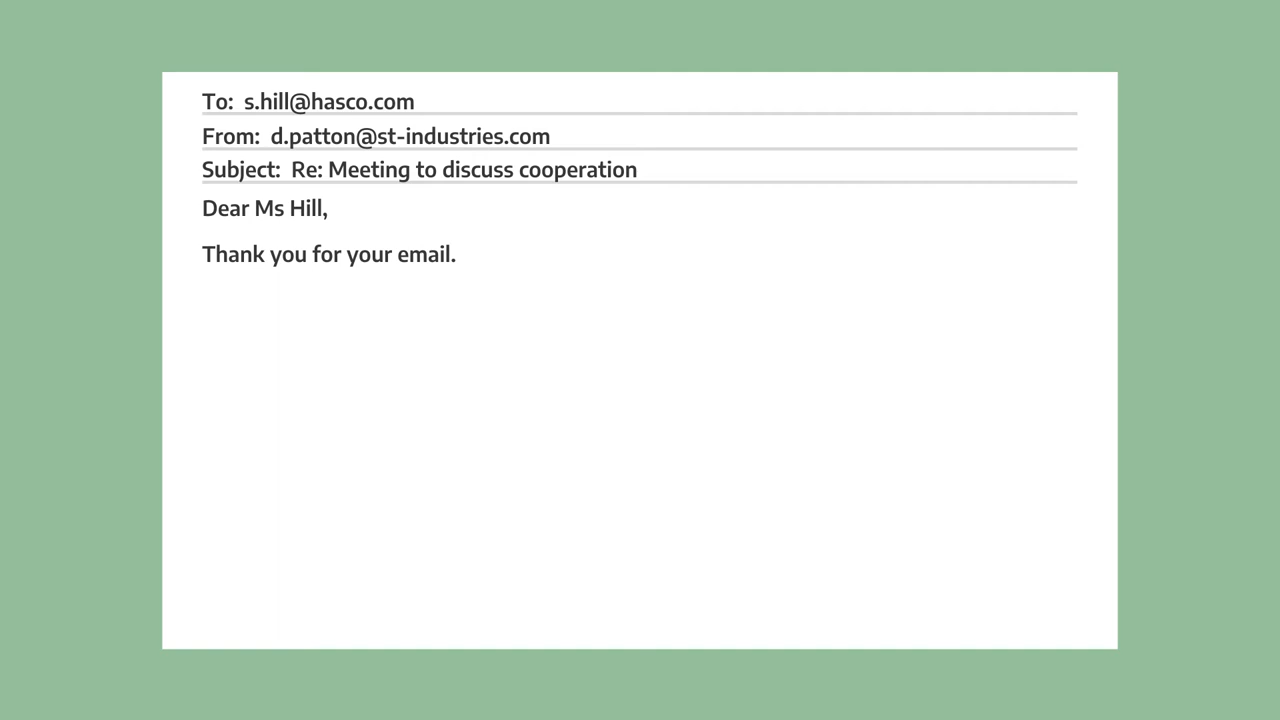 To: s.hill@hasco.com
From: d.patton@st-industries.com
Subject: Re: Meeting to discuss cooperation
Dear Ms Hill,
Thank you for your email.